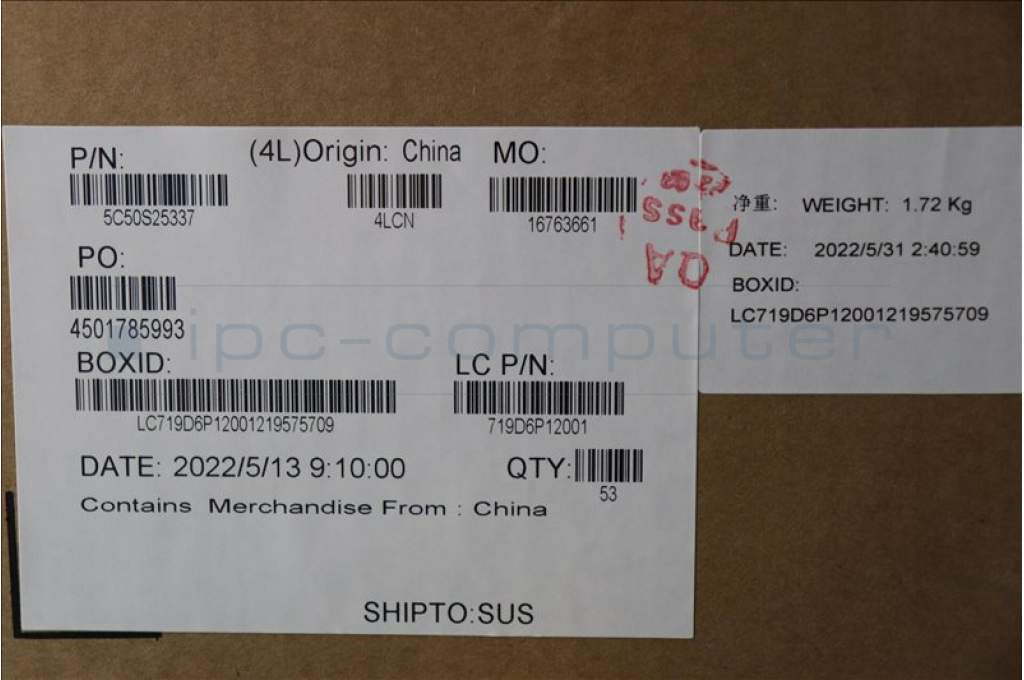 P/N: (4L)Origin: China MO:
5C50S25337 4LCN 16763661
PO:
4501785993
BOXID: LC P/N:
LC719D6P12001219575709 719D6P12001
DATE: 2022/5/13 9:10:00 QTY:
53
Contains Merchandise From : China
SHIPTO:SUS
QA
Pass
净重: WEIGHT: 1.72 Kg
DATE: 2022/5/31 2:40:59
BOXID:
LC719D6P12001219575709
ipc-computer